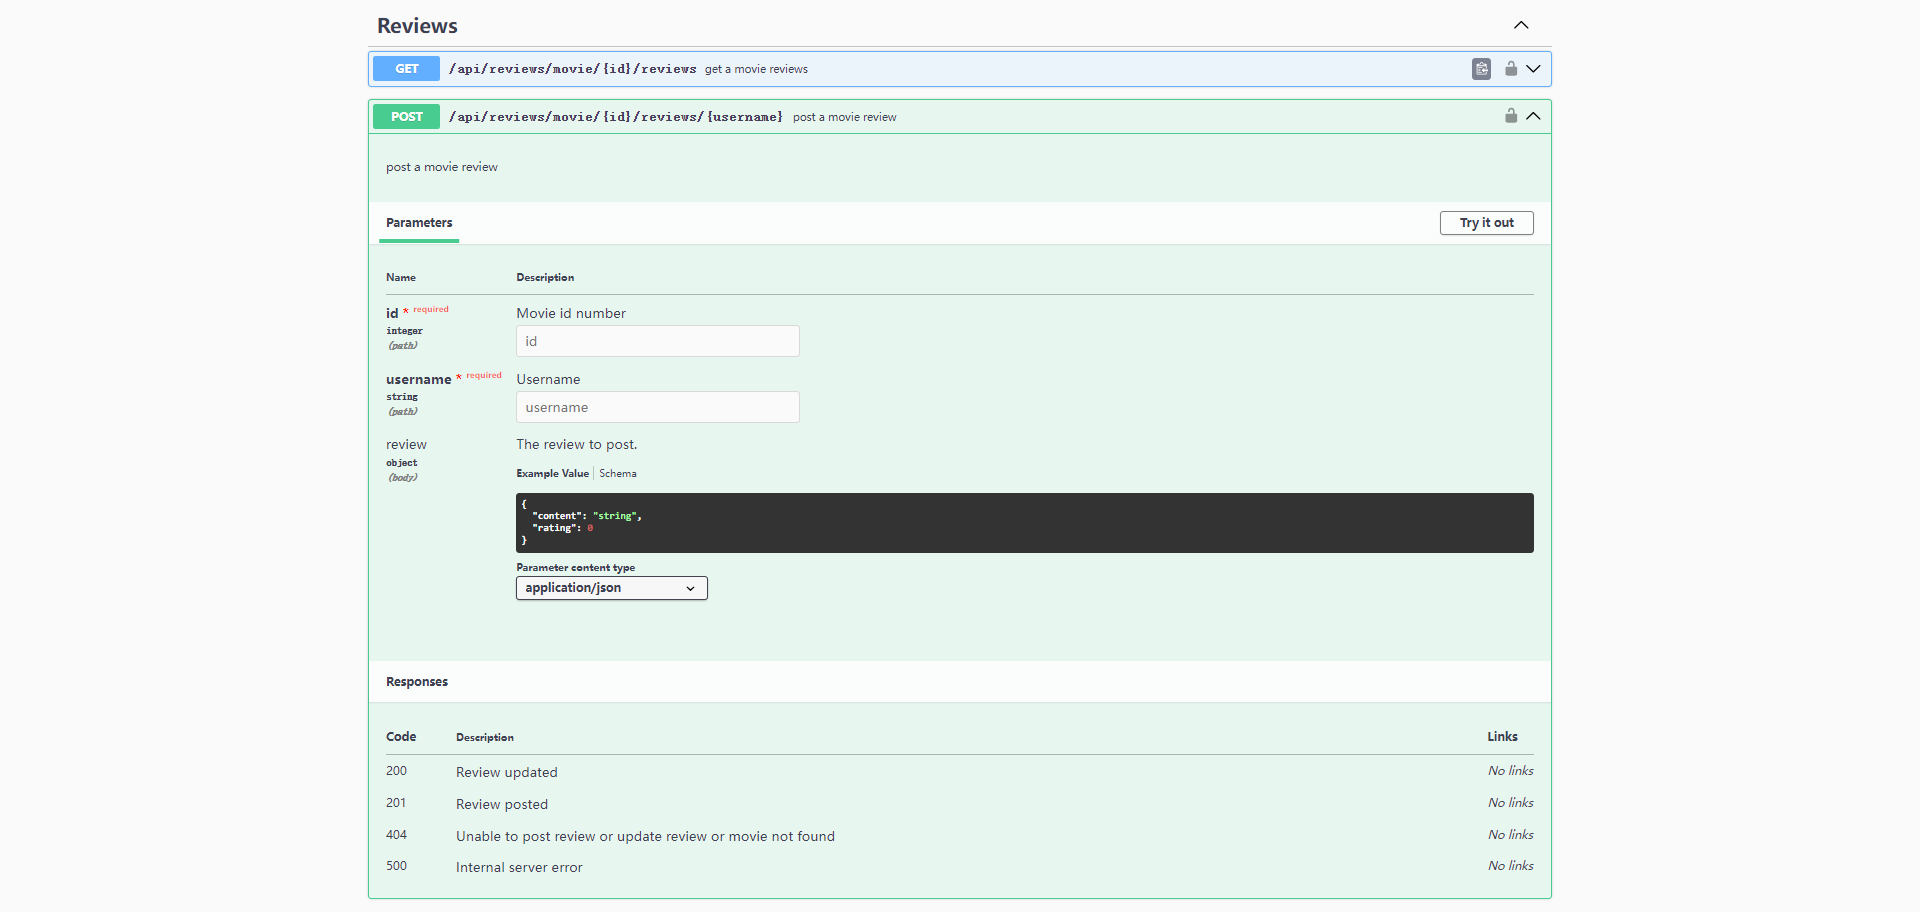 Reviews
GET /api/reviews/movie/{id}/reviews get a movie reviews
POST /api/reviews/movie/{id}/reviews/{username} post a movie review
post a movie review
Parameters Try it out
Name Description
id * required Movie id number
integer
(path) id
username * required Username
string
(path) username
review The review to post.
object
(body) Example Value Schema
{
"content": "string",
"rating": 0
}
Parameter content type
application/json
Responses
Code Description Links
200 Review updated No links
201 Review posted No links
404 Unable to post review or update review or movie not found No links
500 Internal server error No links